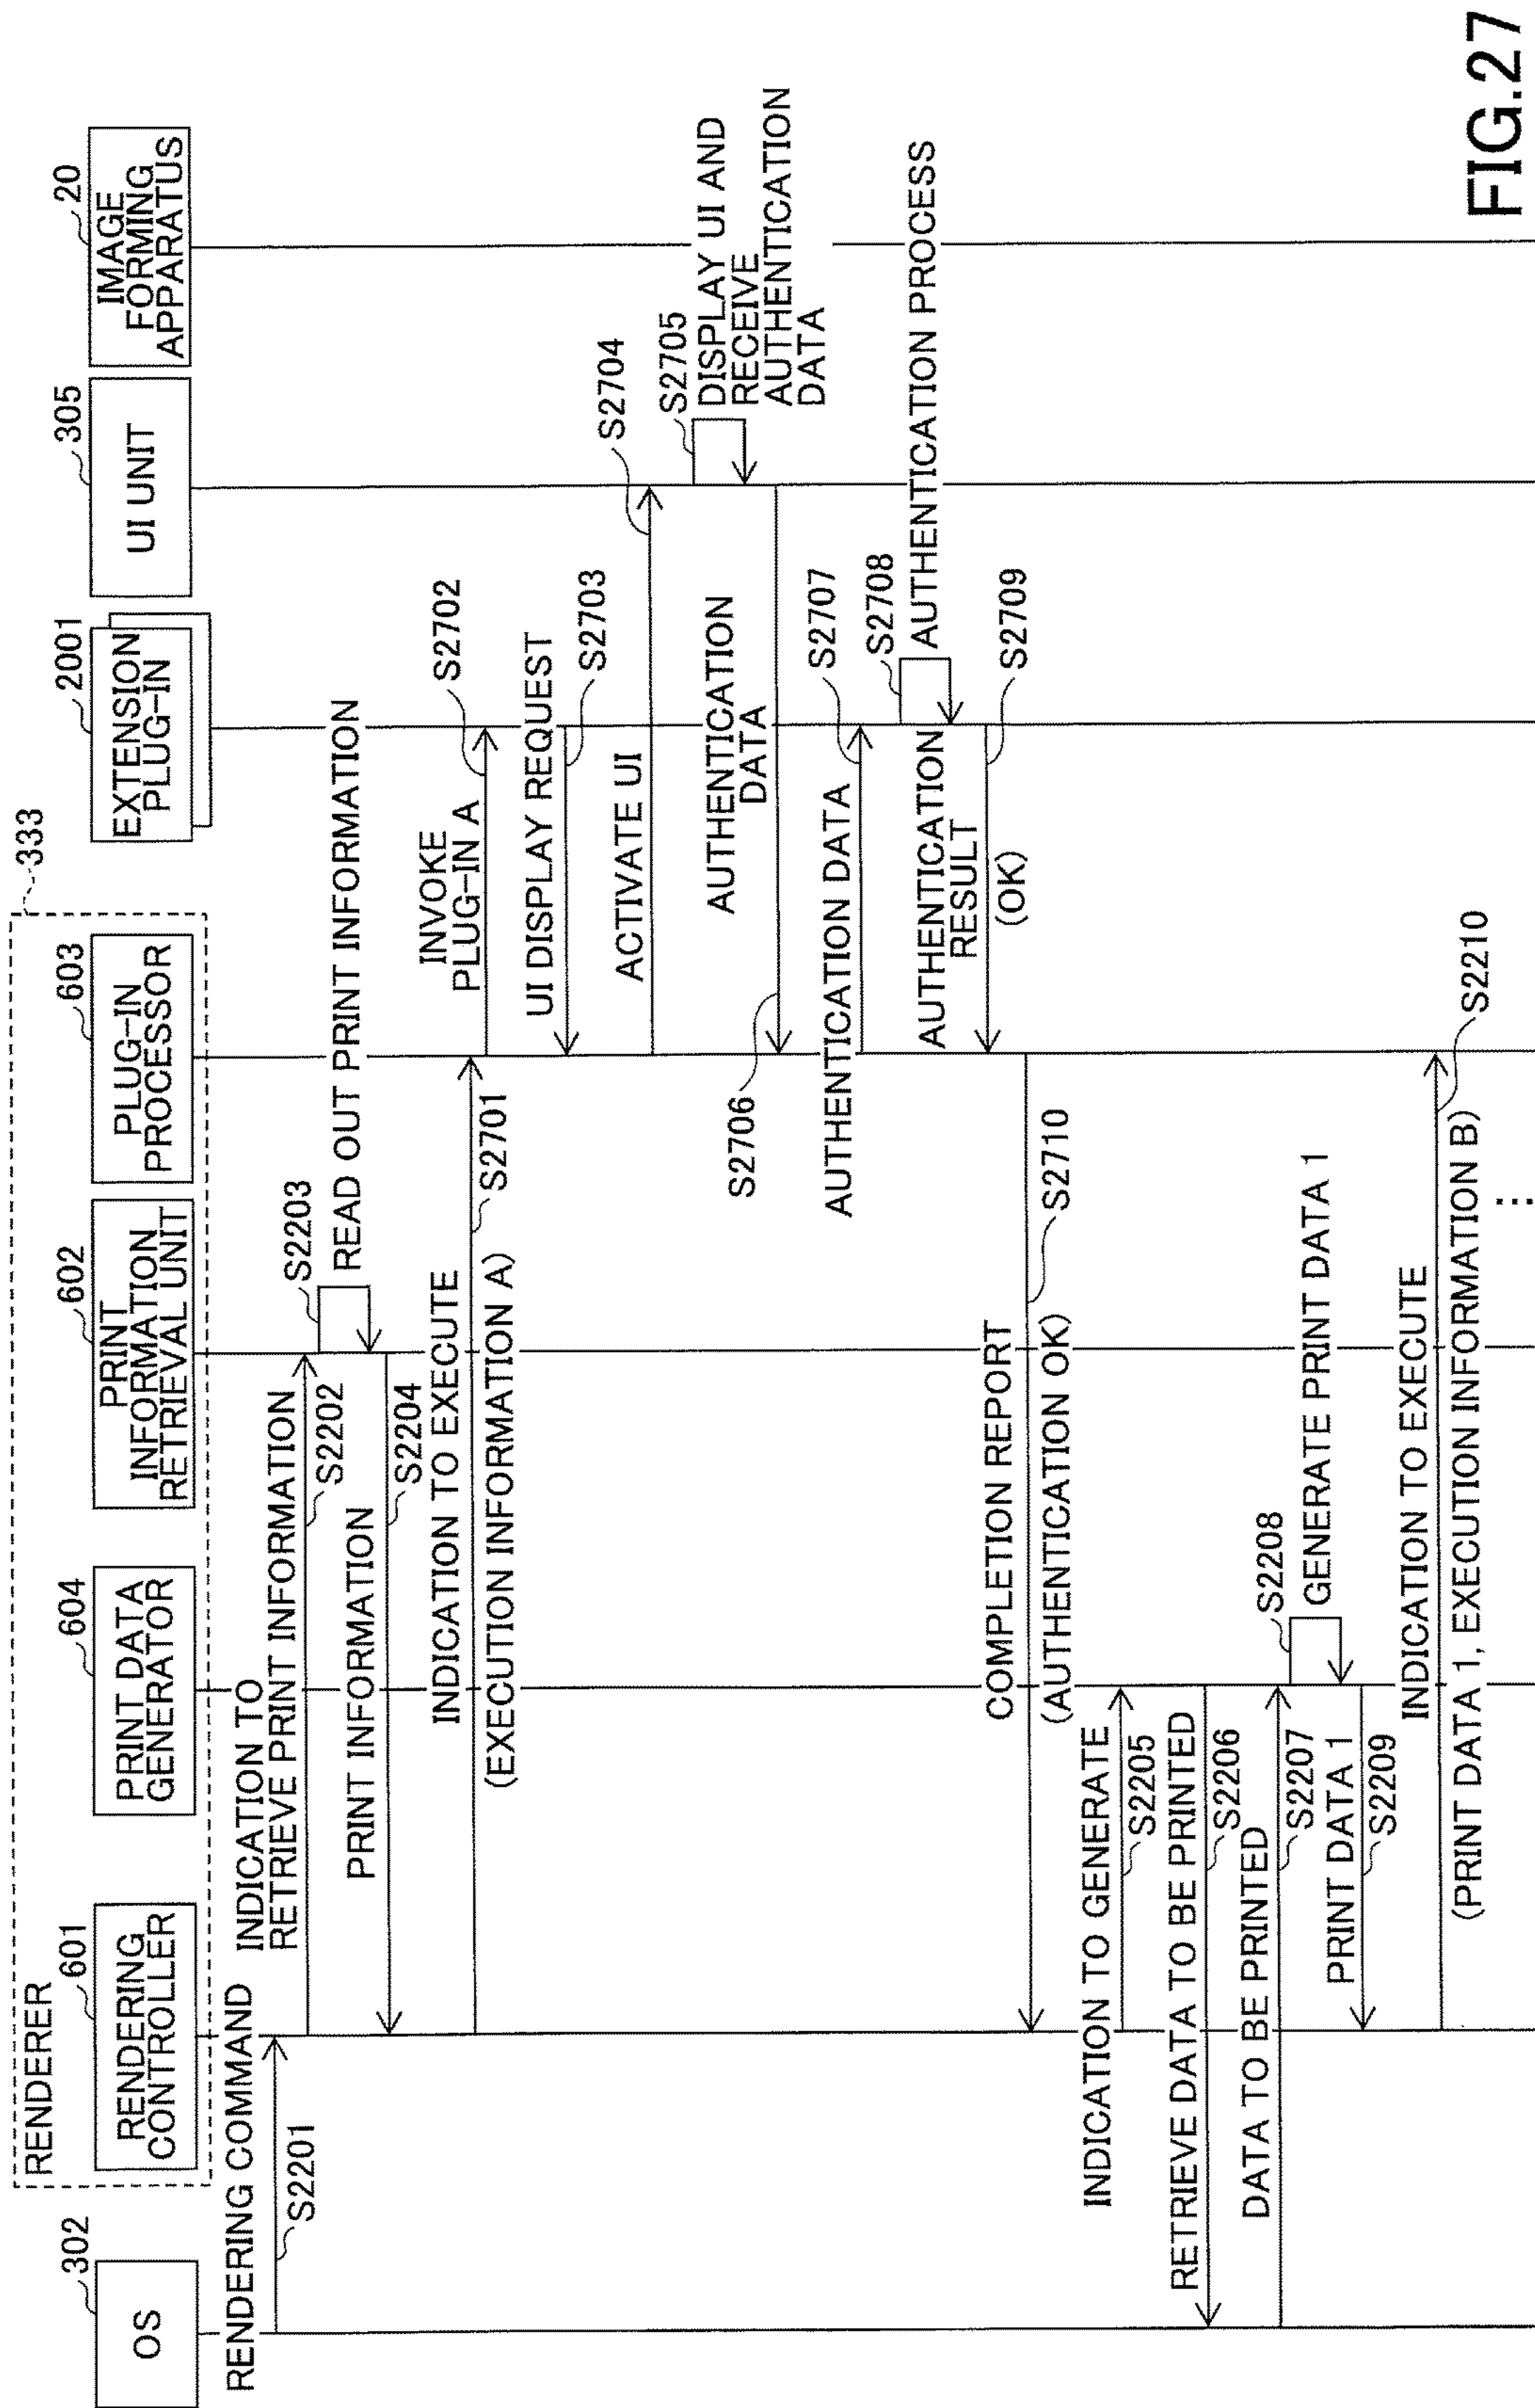 RENDERER
333
302
OS
601
RENDERING
CONTROLLER
604
PRINT DATA
GENERATOR
602
PRINT
INFORMATION
RETRIEVAL UNIT
603
PLUG-IN
PROCESSOR
2001
EXTENSION
PLUG-IN
305
UI UNIT
20
IMAGE
FORMING
APPARATUS
RENDERING COMMAND
S2201
INDICATION TO
RETRIEVE PRINT INFORMATION
S2202
S2203
READ OUT PRINT INFORMATION
PRINT INFORMATION
S2204
INDICATION TO EXECUTE
(EXECUTION INFORMATION A)
S2701
INVOKE
PLUG-IN A
S2702
UI DISPLAY REQUEST
S2703
ACTIVATE UI
S2704
S2705
DISPLAY UI AND
RECEIVE
AUTHENTICATION
DATA
AUTHENTICATION
DATA
S2706
AUTHENTICATION DATA
S2707
S2708
AUTHENTICATION PROCESS
AUTHENTICATION
RESULT
(OK)
S2709
COMPLETION REPORT
(AUTHENTICATION OK)
S2710
INDICATION TO GENERATE
S2205
RETRIEVE DATA TO BE PRINTED
S2206
DATA TO BE PRINTED
S2207
S2208
GENERATE PRINT DATA 1
PRINT DATA 1
S2209
INDICATION TO EXECUTE
(PRINT DATA 1, EXECUTION INFORMATION B)
S2210
FIG.27